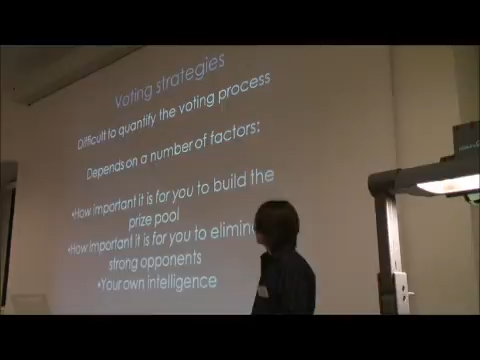 Voting strategies
Difficult to quantify the voting process
Depends on a number of factors:
•How important it is for you to build the
prize pool
•How important it is for you to elimin
strong opponents
•Your own intelligence